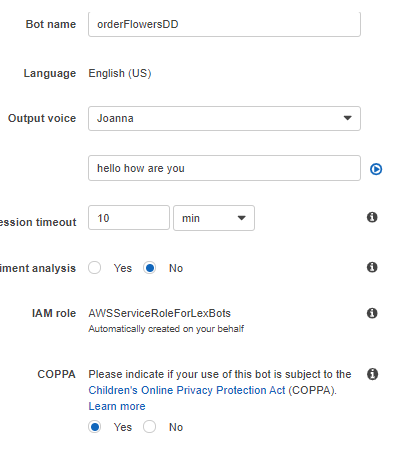 Bot name orderFlowersDD
Language English (US)
Output voice Joanna
hello how are you
ession timeout 10 min
iment analysis Yes No
IAM role AWSServiceRoleForLexBots
Automatically created on your behalf
COPPA Please indicate if your use of this bot is subject to the
Children's Online Privacy Protection Act (COPPA).
Learn more
Yes No